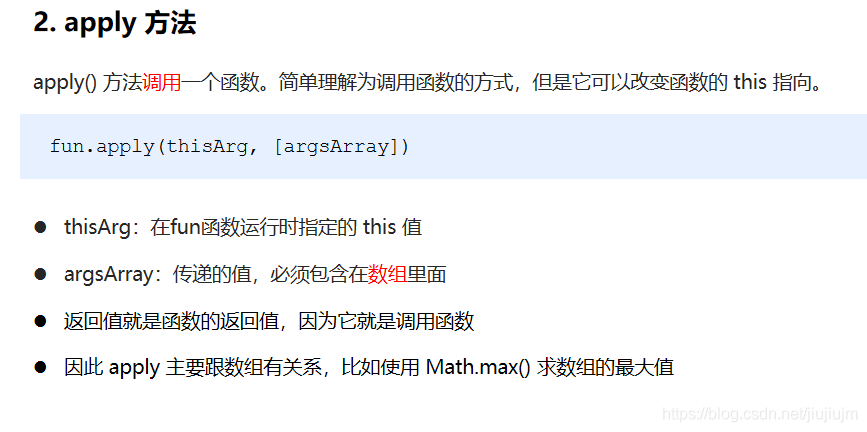 2. apply 方法
apply() 方法调用一个函数。简单理解为调用函数的方式，但是它可以改变函数的 this 指向。
fun.apply(thisArg, [argsArray])
● thisArg：在fun函数运行时指定的 this 值
● argsArray：传递的值，必须包含在数组里面
● 返回值就是函数的返回值，因为它就是调用函数
● 因此 apply 主要跟数组有关系，比如使用 Math.max() 求数组的最大值
https://blog.csdn.net/jiujiujm